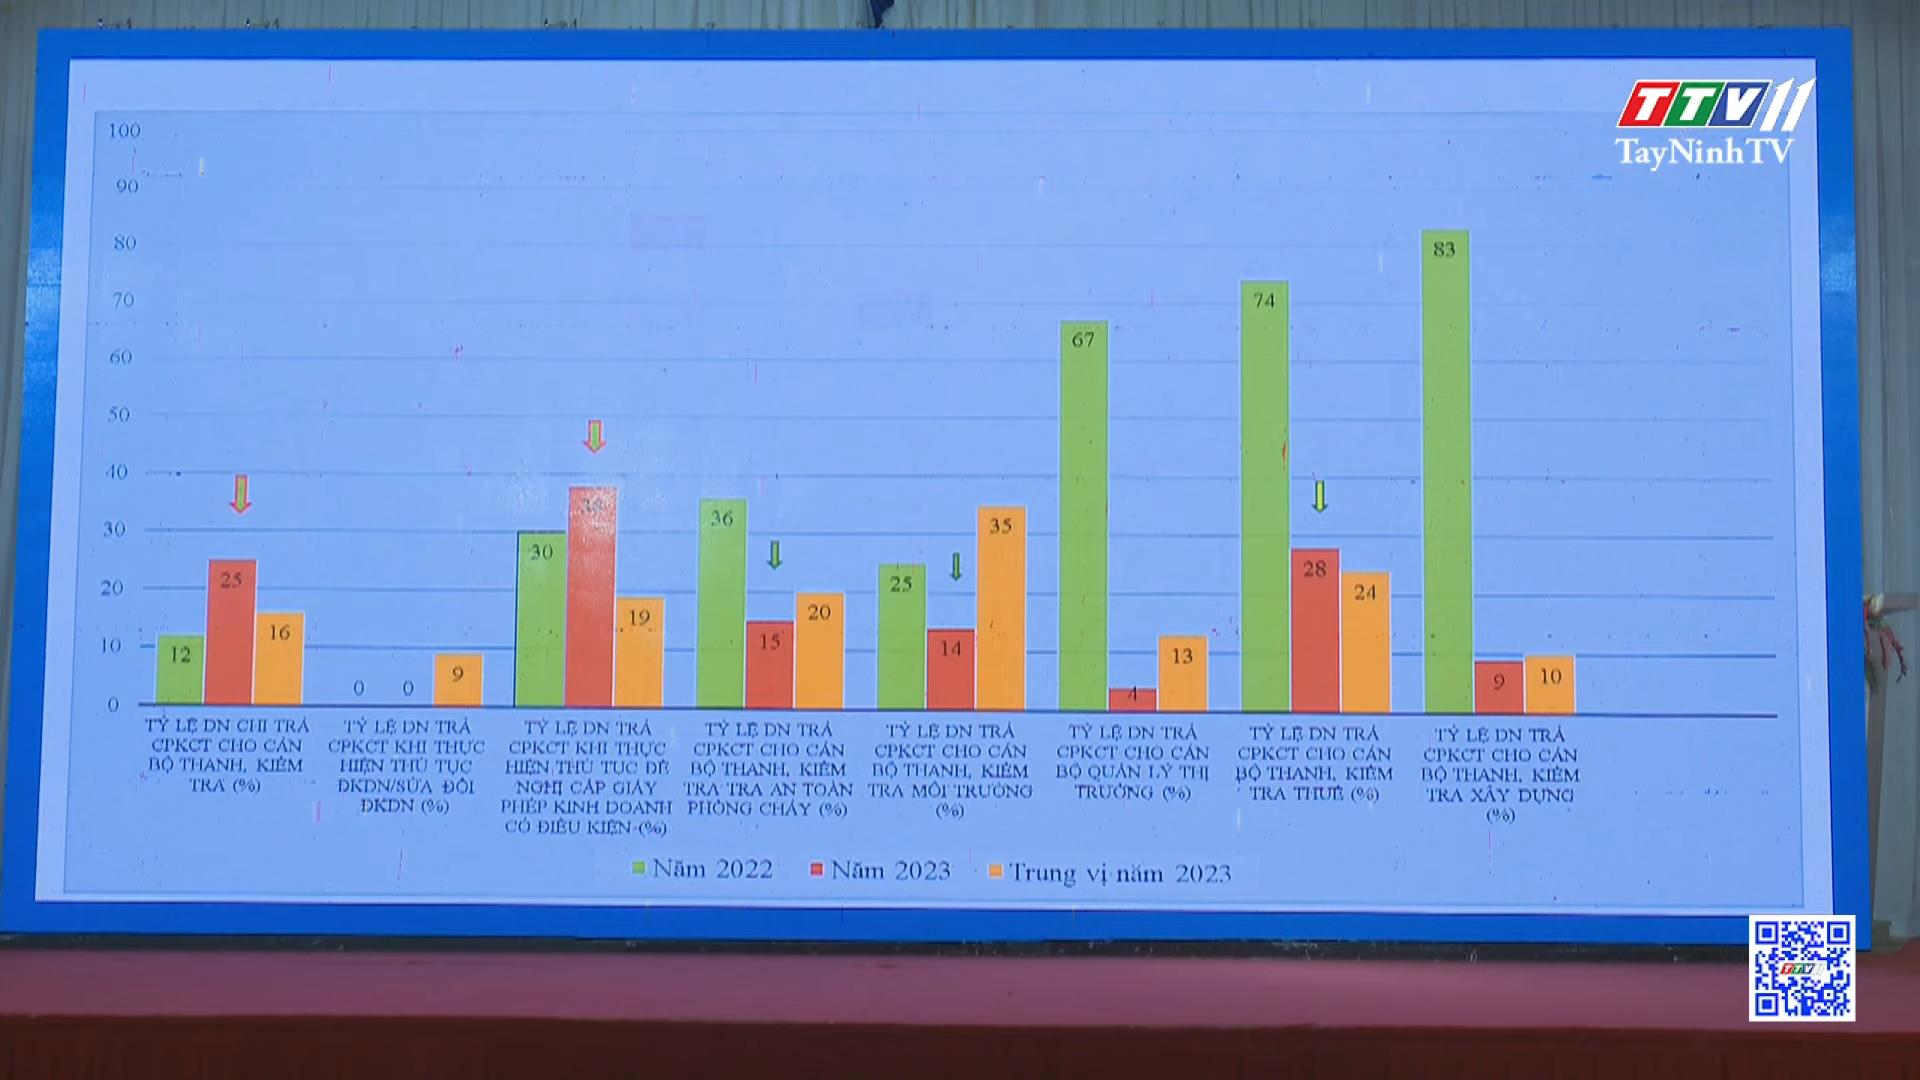 TTV11
TayNinhTV
100
90
80
70
60
50
40
30
20
10
0
12
25
16
0
0
9
30
38
19
36
15
20
25
14
35
67
4
13
74
28
24
83
9
10
TỶ LỆ DN CHI TRẢ
CPKCT CHO CÁN
BỘ THANH, KIỂM
TRA (%)
TỶ LỆ DN TRẢ
CPKCT KHI THỰC
HIỆN THỦ TỤC
ĐKDN/SỬA ĐỔI
ĐKDN (%)
TỶ LỆ DN TRẢ
CPKCT KHI THỰC
HIỆN THỦ TỤC ĐỀ
NGHỊ CẤP GIẤY
PHÉP KINH DOANH
CÓ ĐIỀU KIỆN (%)
TỶ LỆ DN TRẢ
CPKCT CHO CÁN
BỘ THANH, KIỂM
TRA TRA AN TOÀN
PHÒNG CHÁY (%)
TỶ LỆ DN TRẢ
CPKCT CHO CÁN
BỘ THANH, KIỂM
TRA MÔI TRƯỜNG
(%)
TỶ LỆ DN TRẢ
CPKCT CHO CÁN
BỘ QUẢN LÝ THỊ
TRƯỜNG (%)
TỶ LỆ DN TRẢ
CPKCT CHO CÁN
BỘ THANH, KIỂM
TRA THUẾ (%)
TỶ LỆ DN TRẢ
CPKCT CHO CÁN
BỘ THANH, KIỂM
TRA XÂY DỰNG
(%)
Năm 2022
Năm 2023
Trung vị năm 2023
TTV11